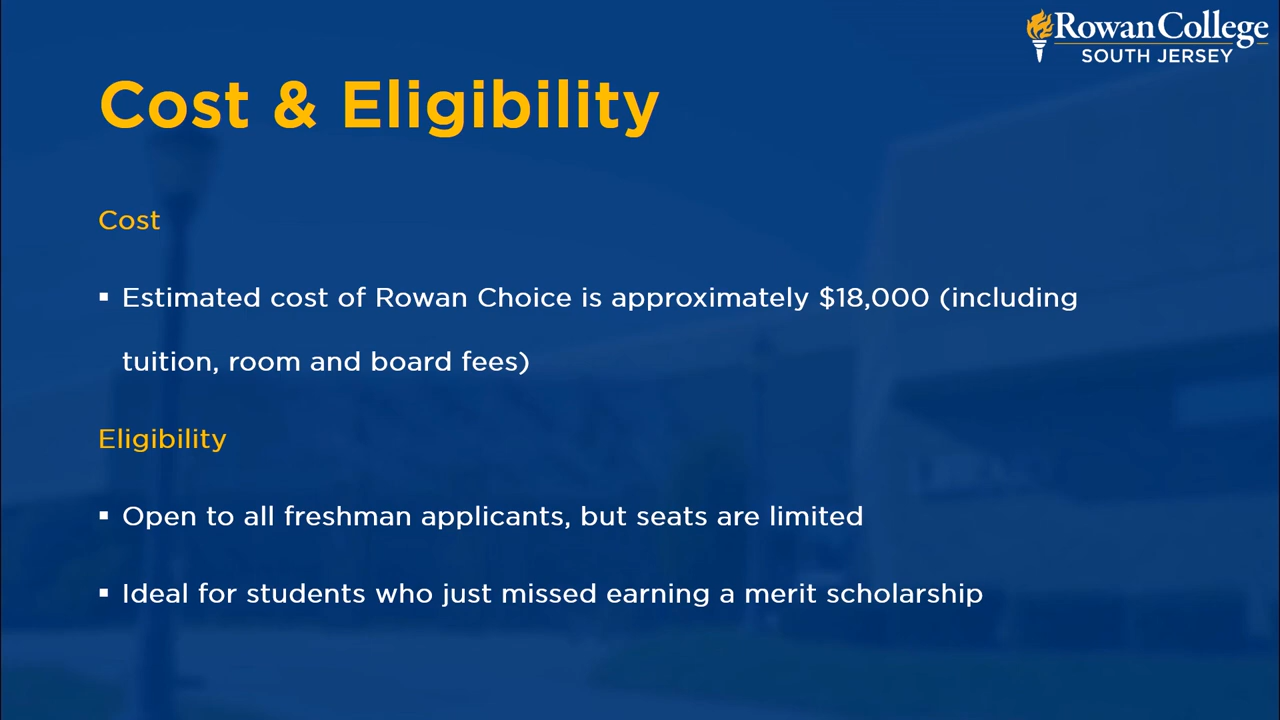 Rowan College
SOUTH JERSEY
Cost & Eligibility
Cost
▪ Estimated cost of Rowan Choice is approximately $18,000 (including
tuition, room and board fees)
Eligibility
▪ Open to all freshman applicants, but seats are limited
▪ Ideal for students who just missed earning a merit scholarship